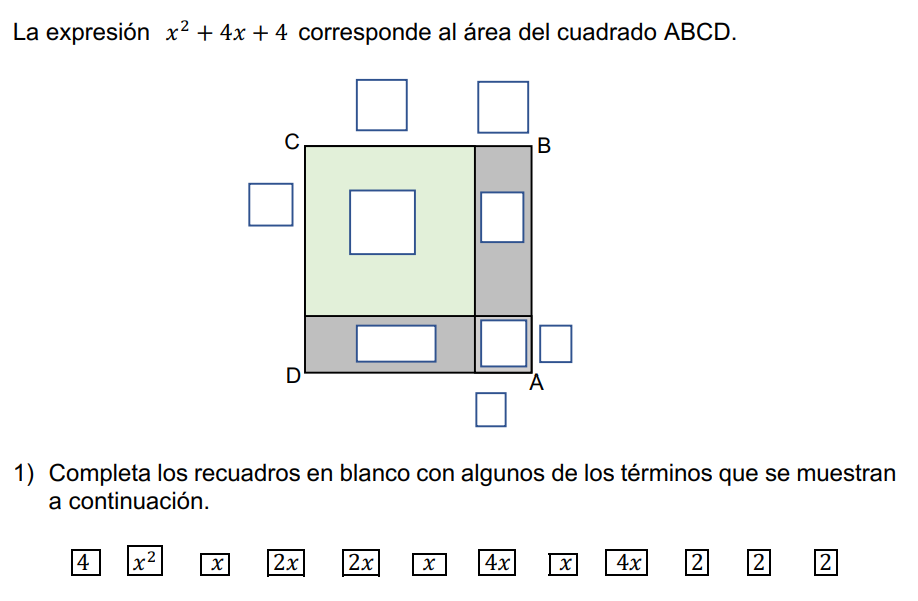 La expresión x² + 4x + 4 corresponde al área del cuadrado ABCD.
C
B
D
A
1) Completa los recuadros en blanco con algunos de los términos que se muestran
a continuación.
4 x² x 2x 2x x 4x x 4x 2 2 2